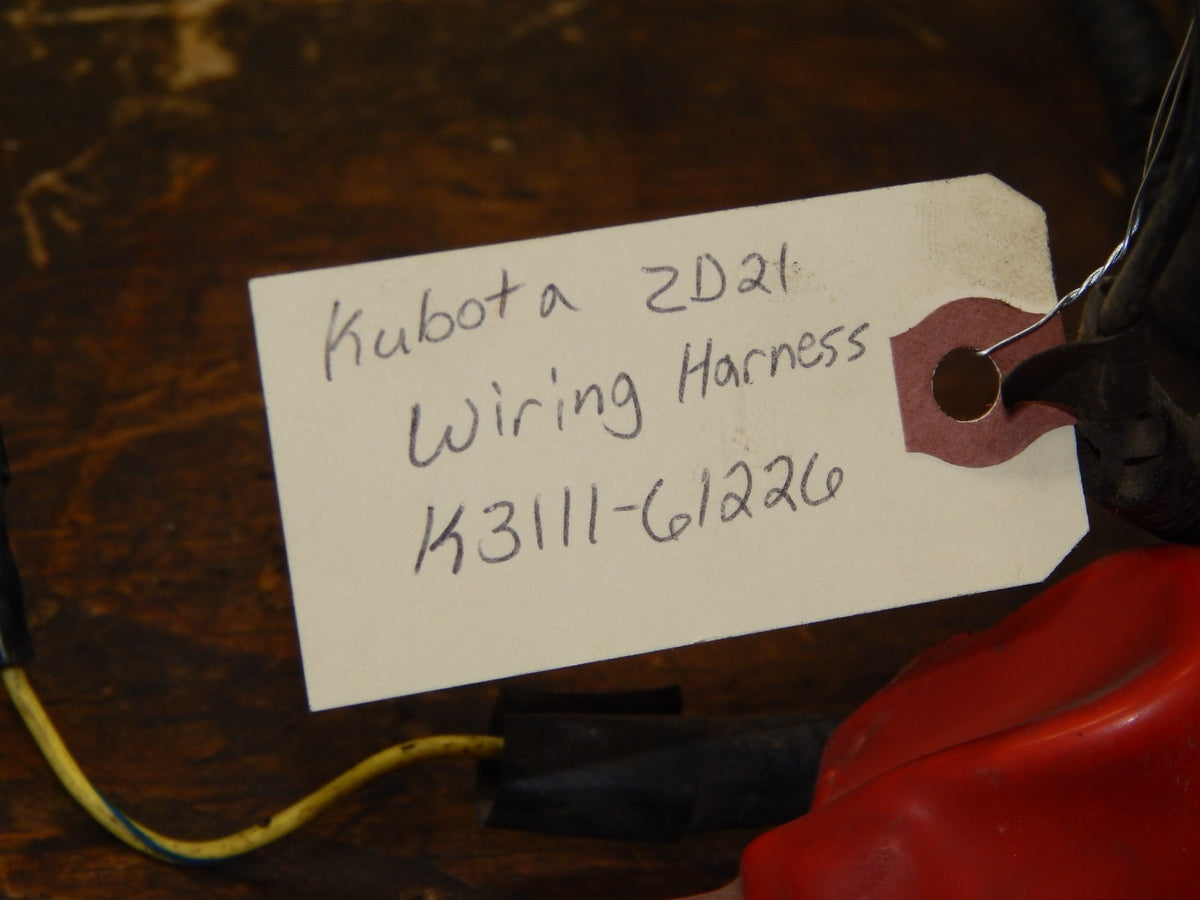 Kubota ZD21
Wiring Harness
K3111-61226